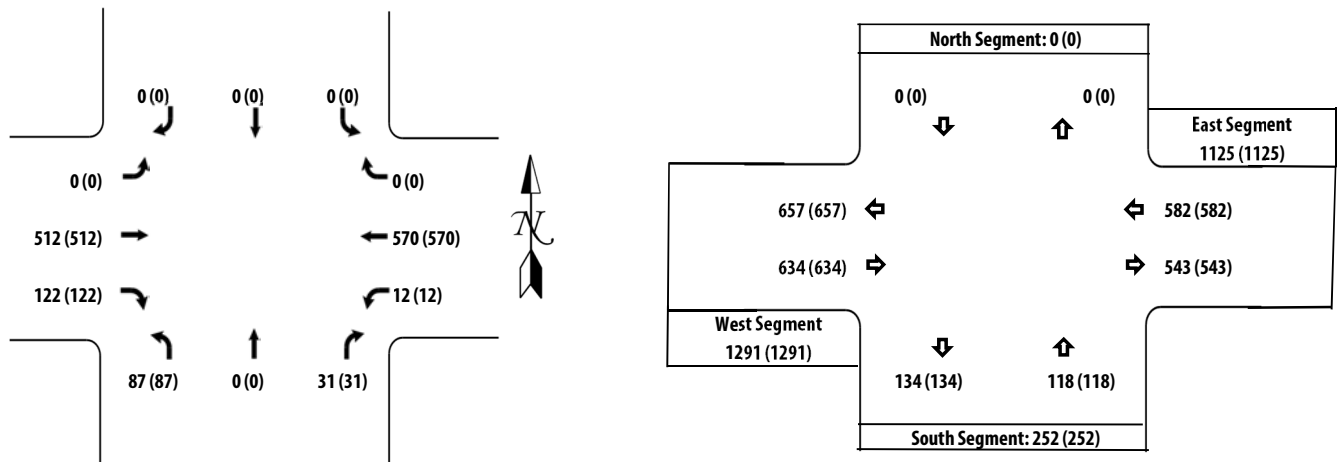 0 (0) 0 (0) 0 (0)
0 (0) 0 (0)
512 (512) 570 (570)
122 (122) 12 (12)
87 (87) 0 (0) 31 (31)
N
North Segment: 0 (0)
0 (0) 0 (0)
East Segment
1125 (1125)
657 (657) 582 (582)
634 (634) 543 (543)
West Segment
1291 (1291)
134 (134) 118 (118)
South Segment: 252 (252)